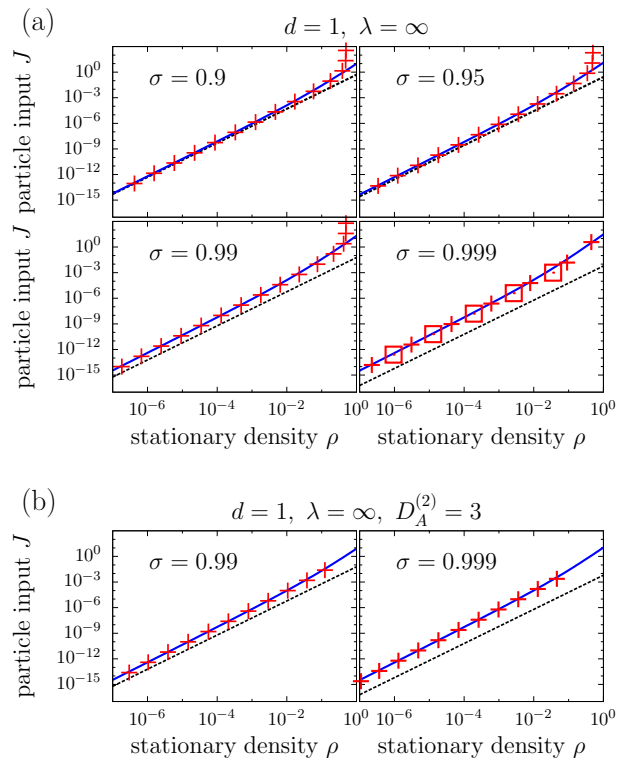 (a)
d = 1, λ = ∞
particle input J
10^0
10^{-3}
10^{-6}
10^{-9}
10^{-12}
10^{-15}
σ = 0.9
σ = 0.95
particle input J
10^0
10^{-3}
10^{-6}
10^{-9}
10^{-12}
10^{-15}
σ = 0.99
σ = 0.999
10^{-6} 10^{-4} 10^{-2} 10^0 10^{-6} 10^{-4} 10^{-2} 10^0
stationary density ρ stationary density ρ
(b)
d = 1, λ = ∞, D_A^{(2)} = 3
particle input J
10^0
10^{-3}
10^{-6}
10^{-9}
10^{-12}
10^{-15}
σ = 0.99
σ = 0.999
10^{-6} 10^{-4} 10^{-2} 10^0 10^{-6} 10^{-4} 10^{-2} 10^0
stationary density ρ stationary density ρ